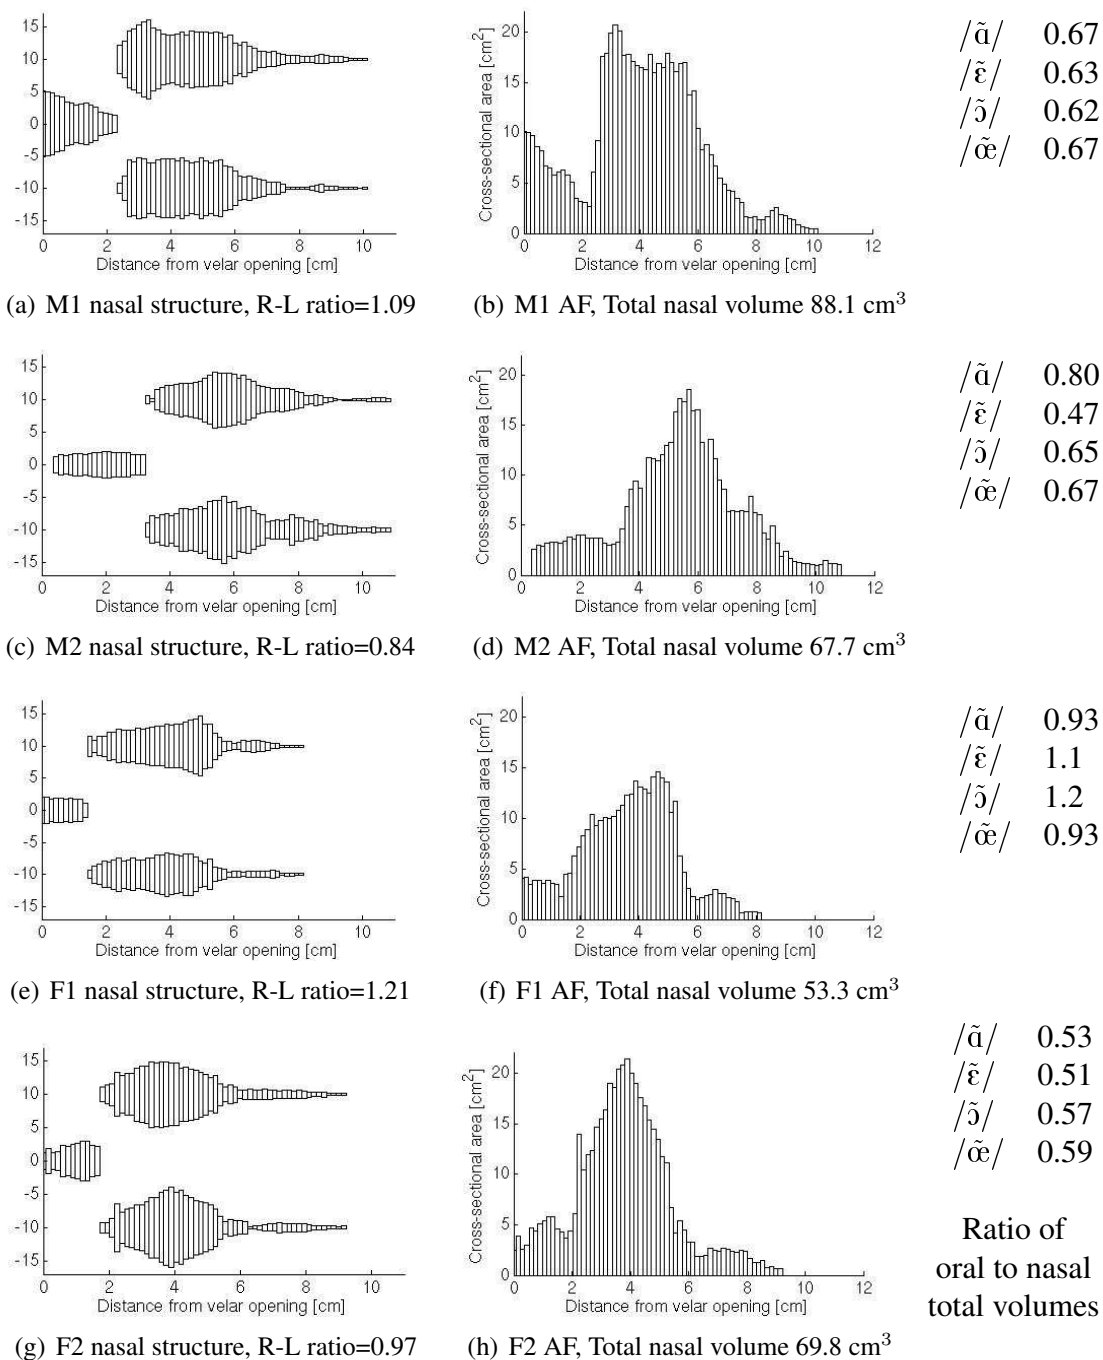 15
10
5
0
-5
-10
-15
0 2 4 6 8 10
Distance from velar opening [cm]
(a) M1 nasal structure, R-L ratio=1.09
Cross-sectional area [cm²]
20
15
10
5
0
0 2 4 6 8 10 12
Distance from velar opening [cm]
(b) M1 AF, Total nasal volume 88.1 cm³
/ɑ̃/ 0.67
/ɛ̃/ 0.63
/ɔ̃/ 0.62
/œ̃/ 0.67
15
10
5
0
-5
-10
-15
0 2 4 6 8 10
Distance from velar opening [cm]
(c) M2 nasal structure, R-L ratio=0.84
Cross-sectional area [cm²]
20
15
10
5
0
0 2 4 6 8 10 12
Distance from velar opening [cm]
(d) M2 AF, Total nasal volume 67.7 cm³
/ɑ̃/ 0.80
/ɛ̃/ 0.47
/ɔ̃/ 0.65
/œ̃/ 0.67
15
10
5
0
-5
-10
-15
0 2 4 6 8 10
Distance from velar opening [cm]
(e) F1 nasal structure, R-L ratio=1.21
Cross-sectional area [cm²]
20
15
10
5
0
0 2 4 6 8 10 12
Distance from velar opening [cm]
(f) F1 AF, Total nasal volume 53.3 cm³
/ɑ̃/ 0.93
/ɛ̃/ 1.1
/ɔ̃/ 1.2
/œ̃/ 0.93
15
10
5
0
-5
-10
-15
0 2 4 6 8 10
Distance from velar opening [cm]
(g) F2 nasal structure, R-L ratio=0.97
Cross-sectional area [cm²]
20
15
10
5
0
0 2 4 6 8 10 12
Distance from velar opening [cm]
(h) F2 AF, Total nasal volume 69.8 cm³
/ɑ̃/ 0.53
/ɛ̃/ 0.51
/ɔ̃/ 0.57
/œ̃/ 0.59
Ratio of
oral to nasal
total volumes